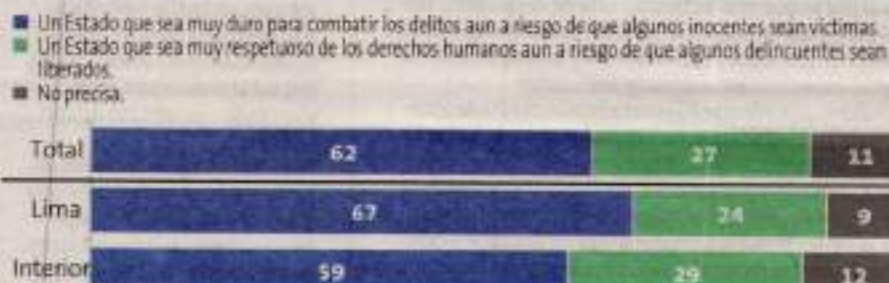 Un Estado que sea muy duro para combatir los delitos aun a riesgo de que algunos inocentes sean víctimas.
Un Estado que sea muy respetuoso de los derechos humanos aun a riesgo de que algunos delincuentes sean
liberados.
No precisa.
Total 62 27 11
Lima 67 24 9
Interior 59 29 12